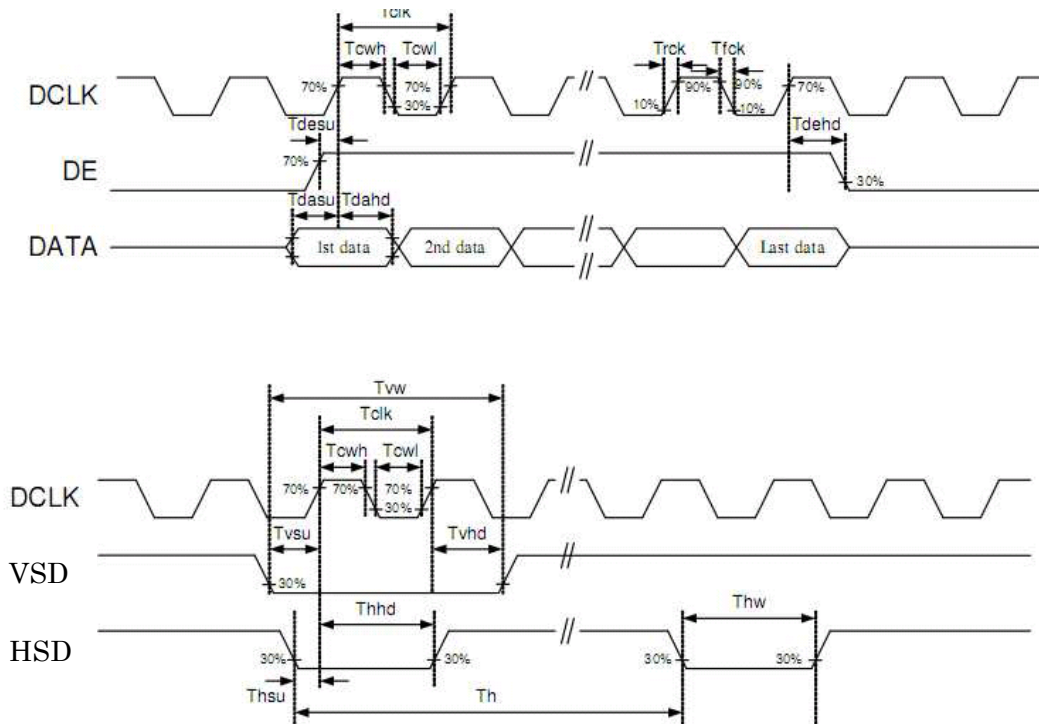 Tclk
Tcwh Tcwl Trck Tfck
DCLK 70% 70% 30% 10% 90% 90% 10% 70%
Tdesu Tdehd
DE 70% 30%
Tdasu Tdahd
DATA 1st data 2nd data // Last data
Tvw
Tclk
Tcwh Tcwl
DCLK 70% 70% 70% 30% //
Tvsu Tvhd
VSD 30% //
Thhd Thw
HSD 30% 30% // 30% 30%
Thsu Th